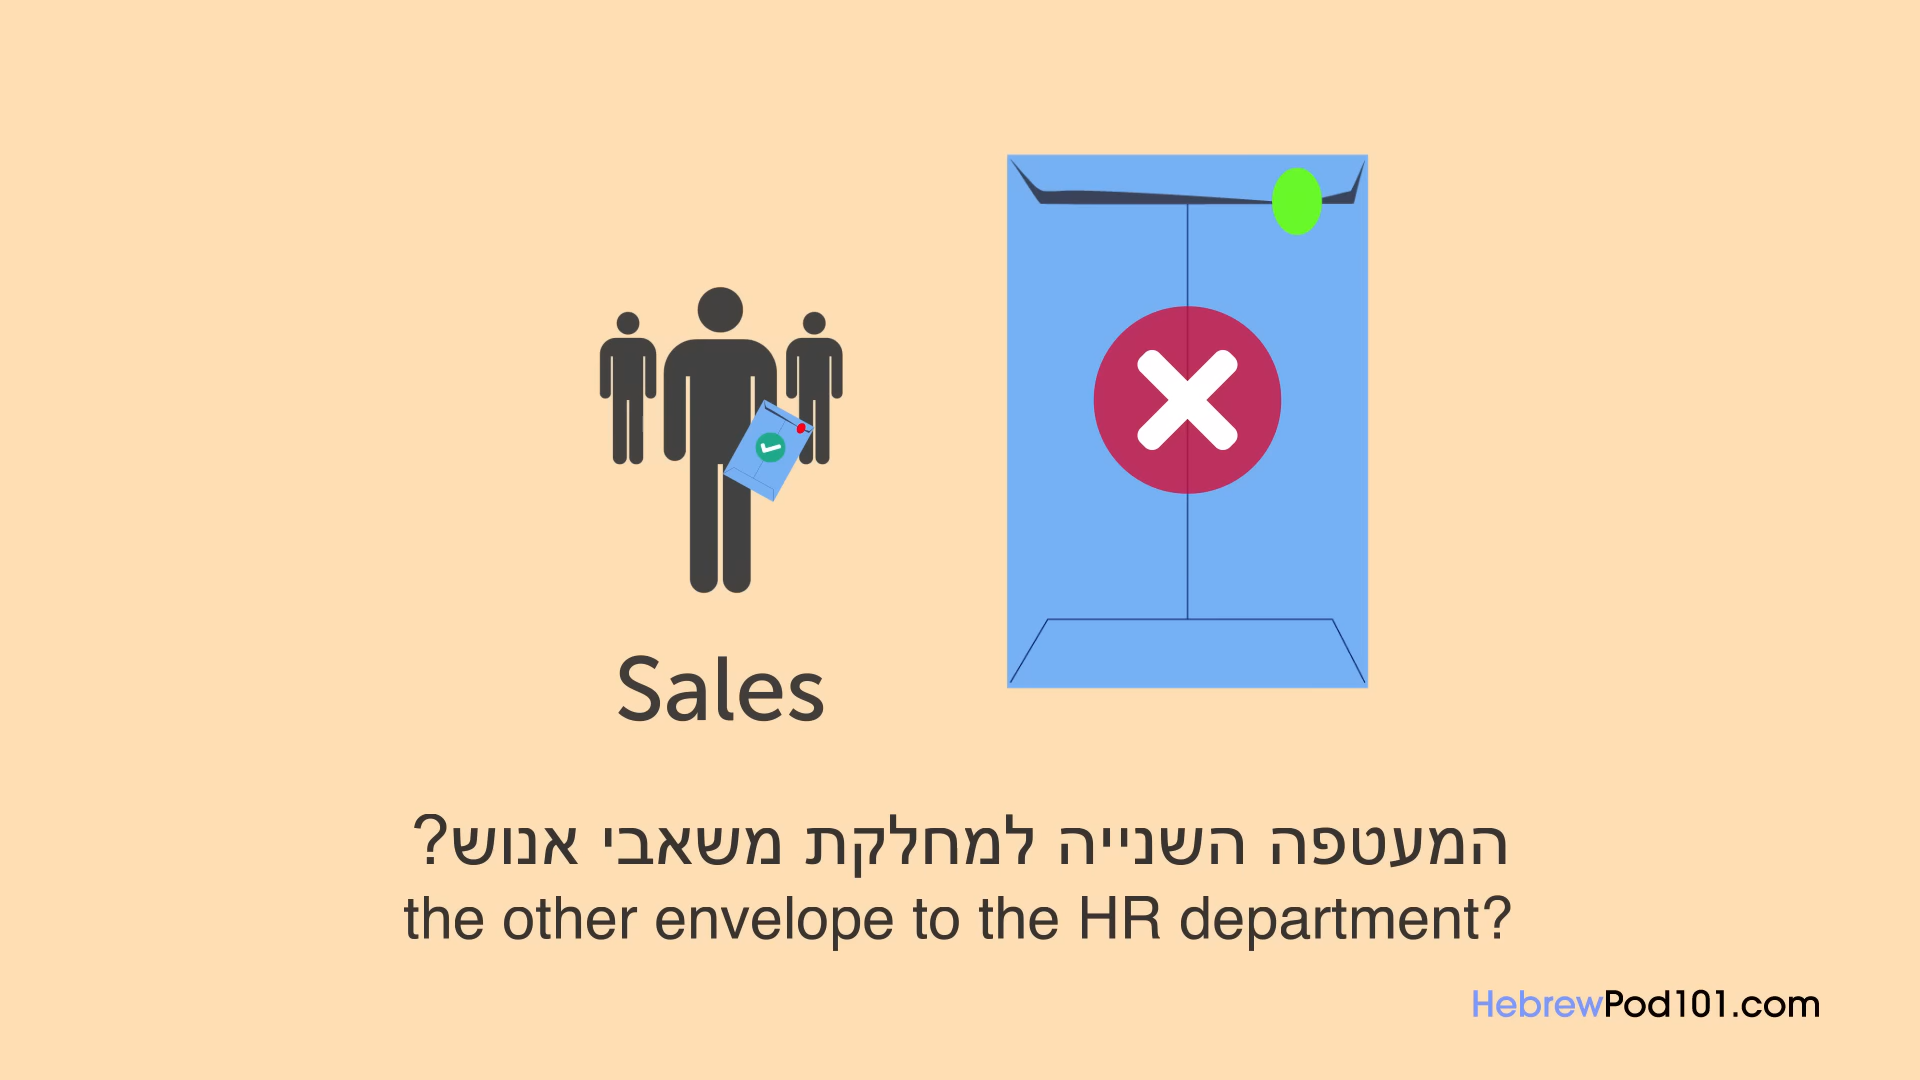 Sales
המעטפה השנייה למחלקת משאבי אנוש?
the other envelope to the HR department?
HebrewPod101.com